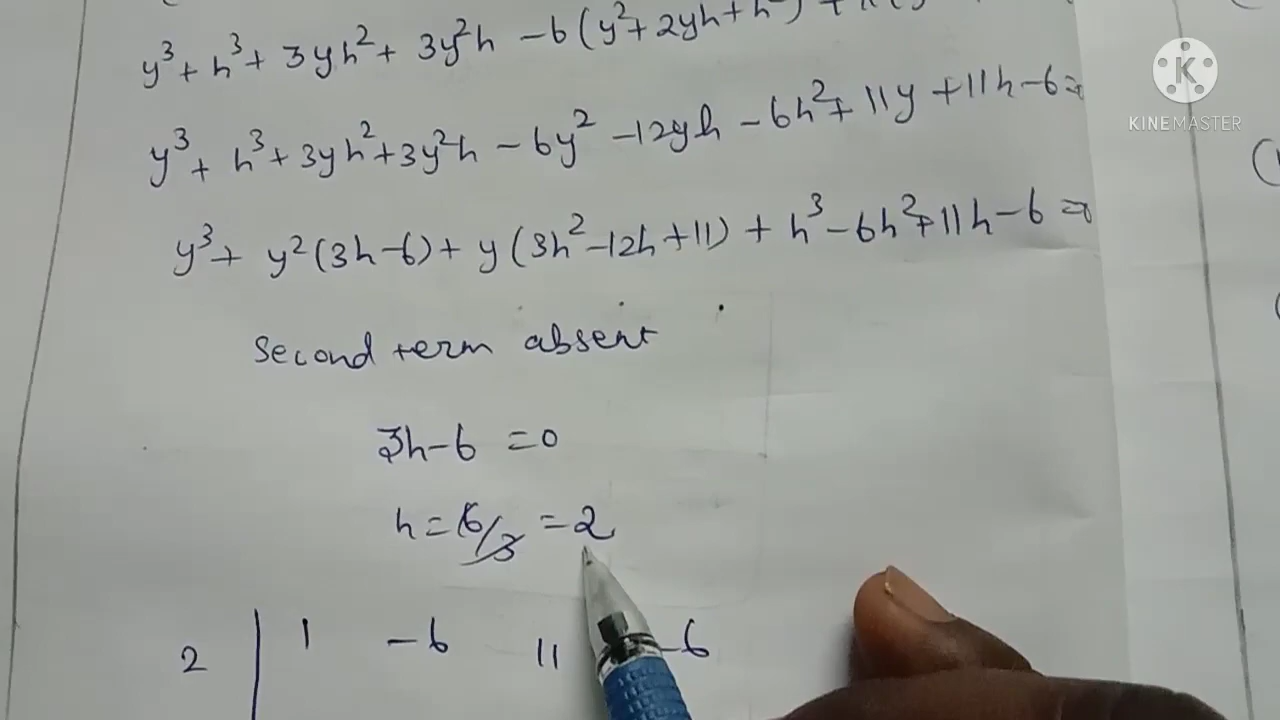 y³ + h³ + 3yh² + 3y²h - 6(y² + 2yh + h²) +
KINEMASTER
y³ + h³ + 3yh² + 3y²h - 6y² - 12yh - 6h² + 11y + 11h - 6 =
y³ + y²(3h-6) + y(3h² - 12h + 11) + h³ - 6h² + 11h - 6 =
Second term absent
3h-6 =0
h = 6/3 = 2
2 | 1 -6 11 -6